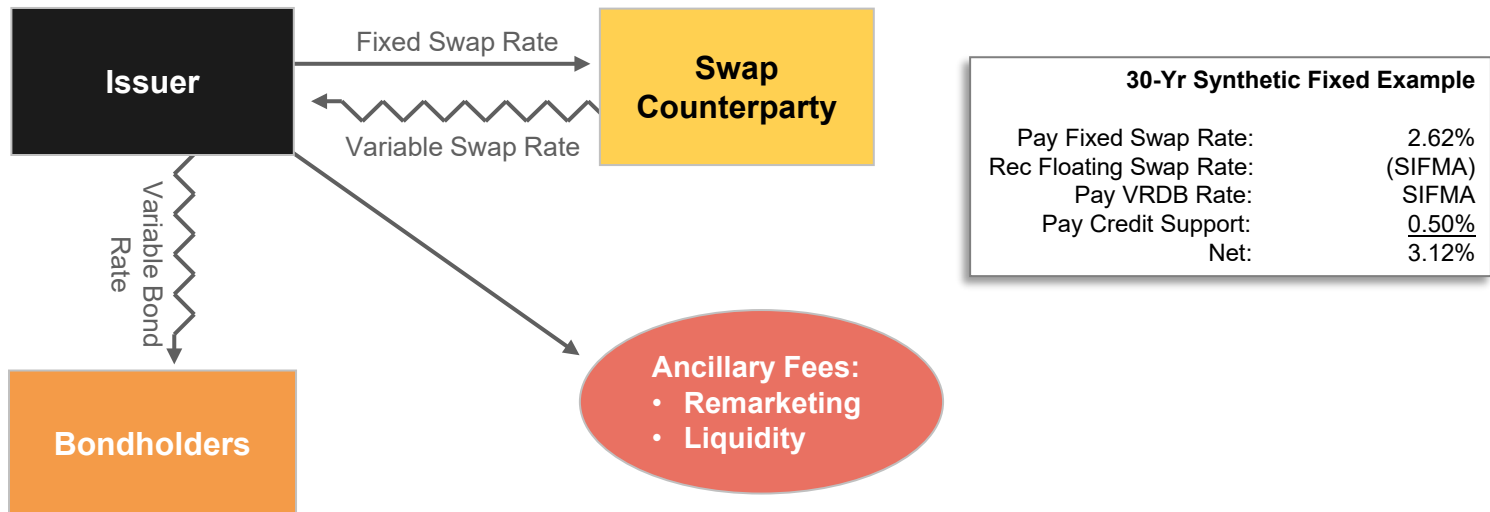 Issuer
Fixed Swap Rate
Variable Swap Rate
Swap
Counterparty
Variable Bond
Rate
Bondholders
Ancillary Fees:
• Remarketing
• Liquidity
30-Yr Synthetic Fixed Example
Pay Fixed Swap Rate: 2.62%
Rec Floating Swap Rate: (SIFMA)
Pay VRDB Rate: SIFMA
Pay Credit Support: 0.50%
Net: 3.12%